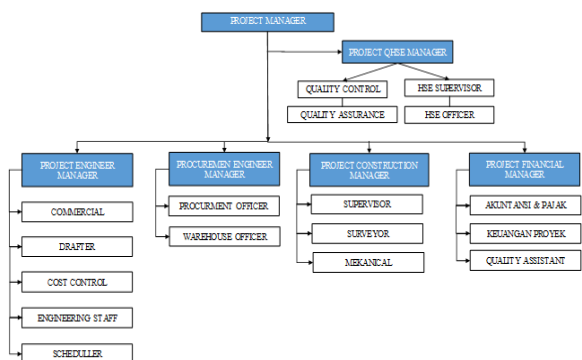 PROJECT MANAGER
PROJECT QHSE MANAGER
QUALITY CONTROL
HSE SUPERVISOR
QUALITY ASSURANCE
HSE OFFICER
PROJECT ENGINEER
MANAGER
PROCUREMEN ENGINEER
MANAGER
PROJECT CONSTRUCTION
MANAGER
PROJECT FINANCIAL
MANAGER
COMMERCIAL
DRAFTER
COST CONTROL
ENGINEERING STAFF
SCHEDULLER
PROCURMENT OFFICER
WAREHOUSE OFFICER
SUPERVISOR
SURVEYOR
MEKANICAL
AKUNTANSI & PAJAK
KEUANGAN PROYEK
QUALITY ASSISTANT